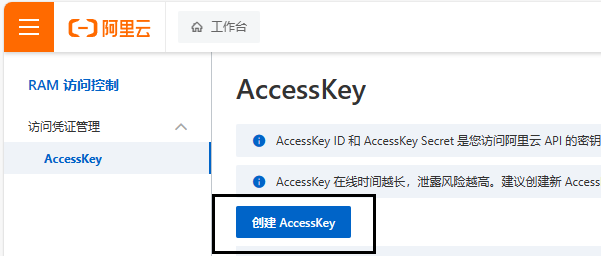 阿里云
工作台
RAM 访问控制
访问凭证管理
AccessKey
AccessKey
AccessKey ID 和 AccessKey Secret 是您访问阿里云 API 的密钥
AccessKey 在线时间越长，泄露风险越高。建议创建新 Access
创建 AccessKey